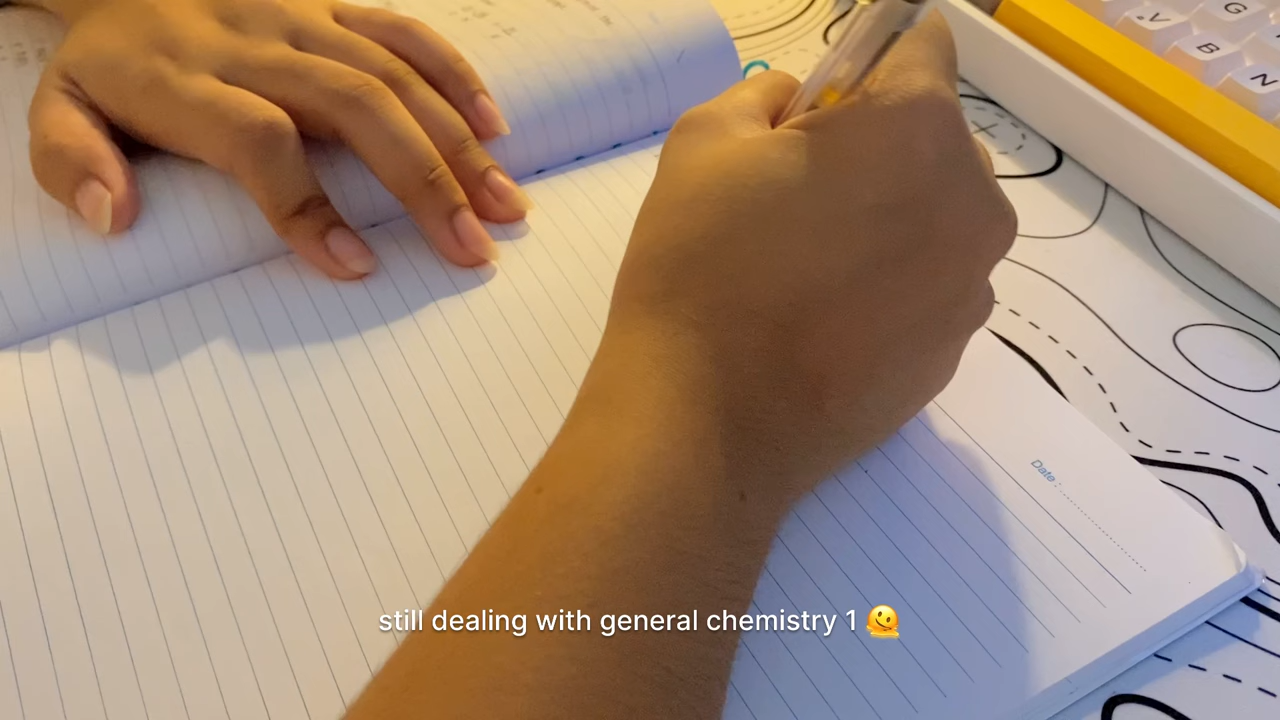 G
V
B
N
Date :
still dealing with general chemistry 1 🫠